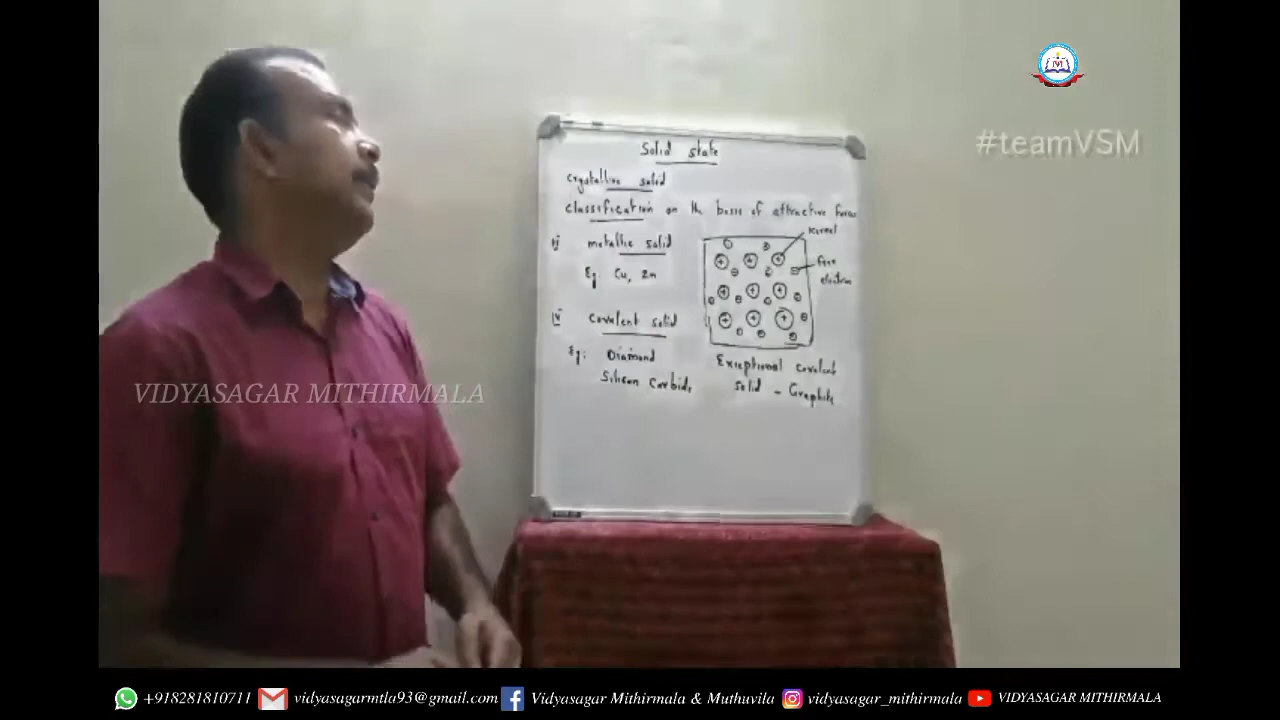 #teamVSM
Solid state
Crystalline solid
classification on the basis of attractive forces
metallic solid
kernel
free
electron
Eg. Cu, Zn
Covalent solid
Eg: Diamond
Silicon Carbide
Exceptional covalent
solid - Graphite
VIDYASAGAR MITHIRMALA
+918281810711 vidyasagarmtla93@gmail.com Vidyasagar Mithirmala & Muthuvila vidyasagar_mithirmala VIDYASAGAR MITHIRMALA